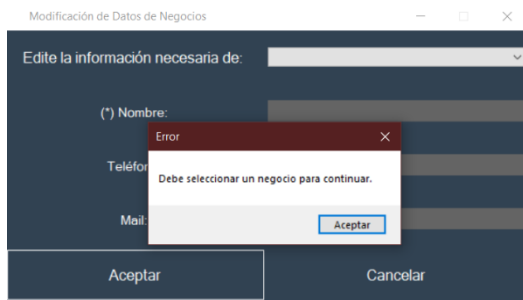 Modificación de Datos de Negocios
Edite la información necesaria de:
(*) Nombre:
Error
Debe seleccionar un negocio para continuar.
Aceptar
Mail:
Aceptar
Cancelar